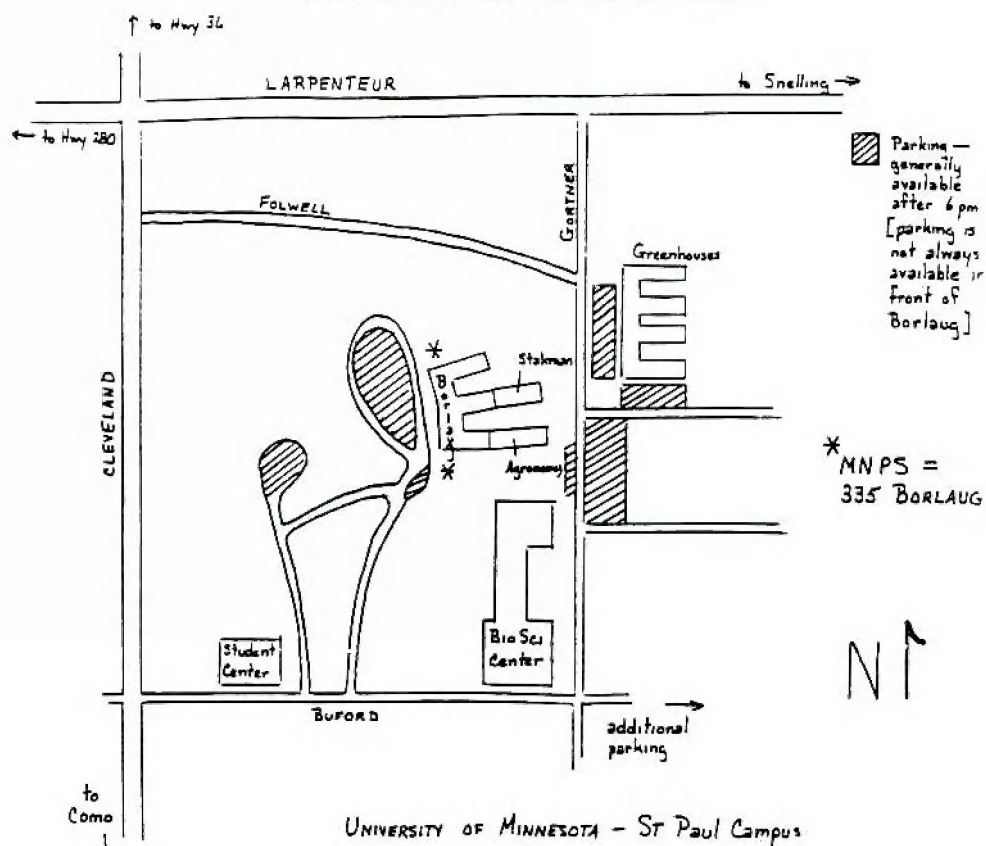 to Hwy 36
LARPENTEUR
to Snelling
to Hwy 280
Parking —
generally
available
after 6 pm
[parking is
not always
available in
front of
Borlaug]
FOLWELL
GORTNER
Greenhouses
CLEVELAND
*
Stakman
Borlaug
*
Agronomy
*MNPS =
335 BORLAUG
Student
Center
Bio Sci
Center
N
BUFORD
additional
parking
to
Como
UNIVERSITY OF MINNESOTA - ST PAUL CAMPUS